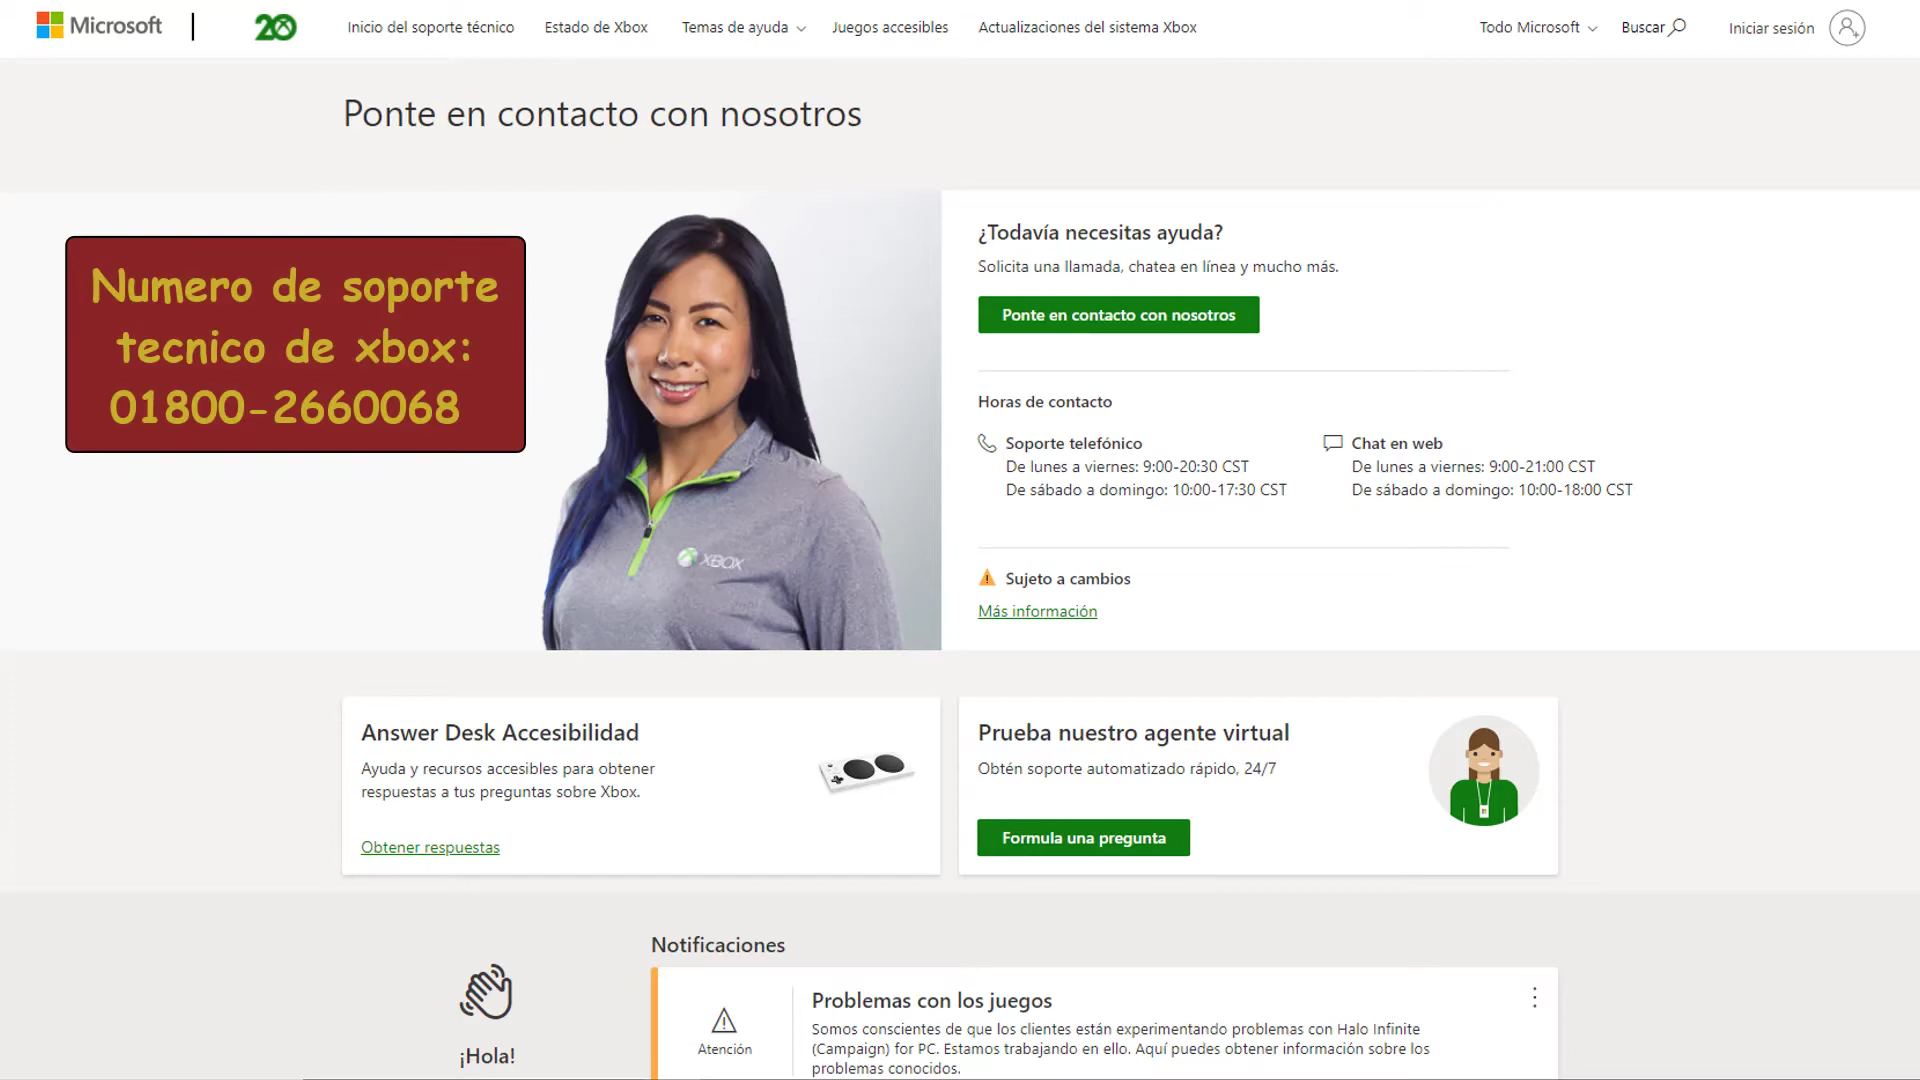 Microsoft
20
Inicio del soporte técnico
Estado de Xbox
Temas de ayuda
Juegos accesibles
Actualizaciones del sistema Xbox
Todo Microsoft
Buscar
Iniciar sesión
Ponte en contacto con nosotros
Numero de soporte
tecnico de xbox:
01800-2660068
XBOX
¿Todavía necesitas ayuda?
Solicita una llamada, chatea en línea y mucho más.
Ponte en contacto con nosotros
Horas de contacto
Soporte telefónico
De lunes a viernes: 9:00-20:30 CST
De sábado a domingo: 10:00-17:30 CST
Chat en web
De lunes a viernes: 9:00-21:00 CST
De sábado a domingo: 10:00-18:00 CST
Sujeto a cambios
Más información
Answer Desk Accesibilidad
Ayuda y recursos accesibles para obtener
respuestas a tus preguntas sobre Xbox.
Obtener respuestas
Prueba nuestro agente virtual
Obtén soporte automatizado rápido, 24/7
Formula una pregunta
¡Hola!
Notificaciones
Atención
Problemas con los juegos
Somos conscientes de que los clientes están experimentando problemas con Halo Infinite
(Campaign) for PC. Estamos trabajando en ello. Aquí puedes obtener información sobre los
problemas conocidos.